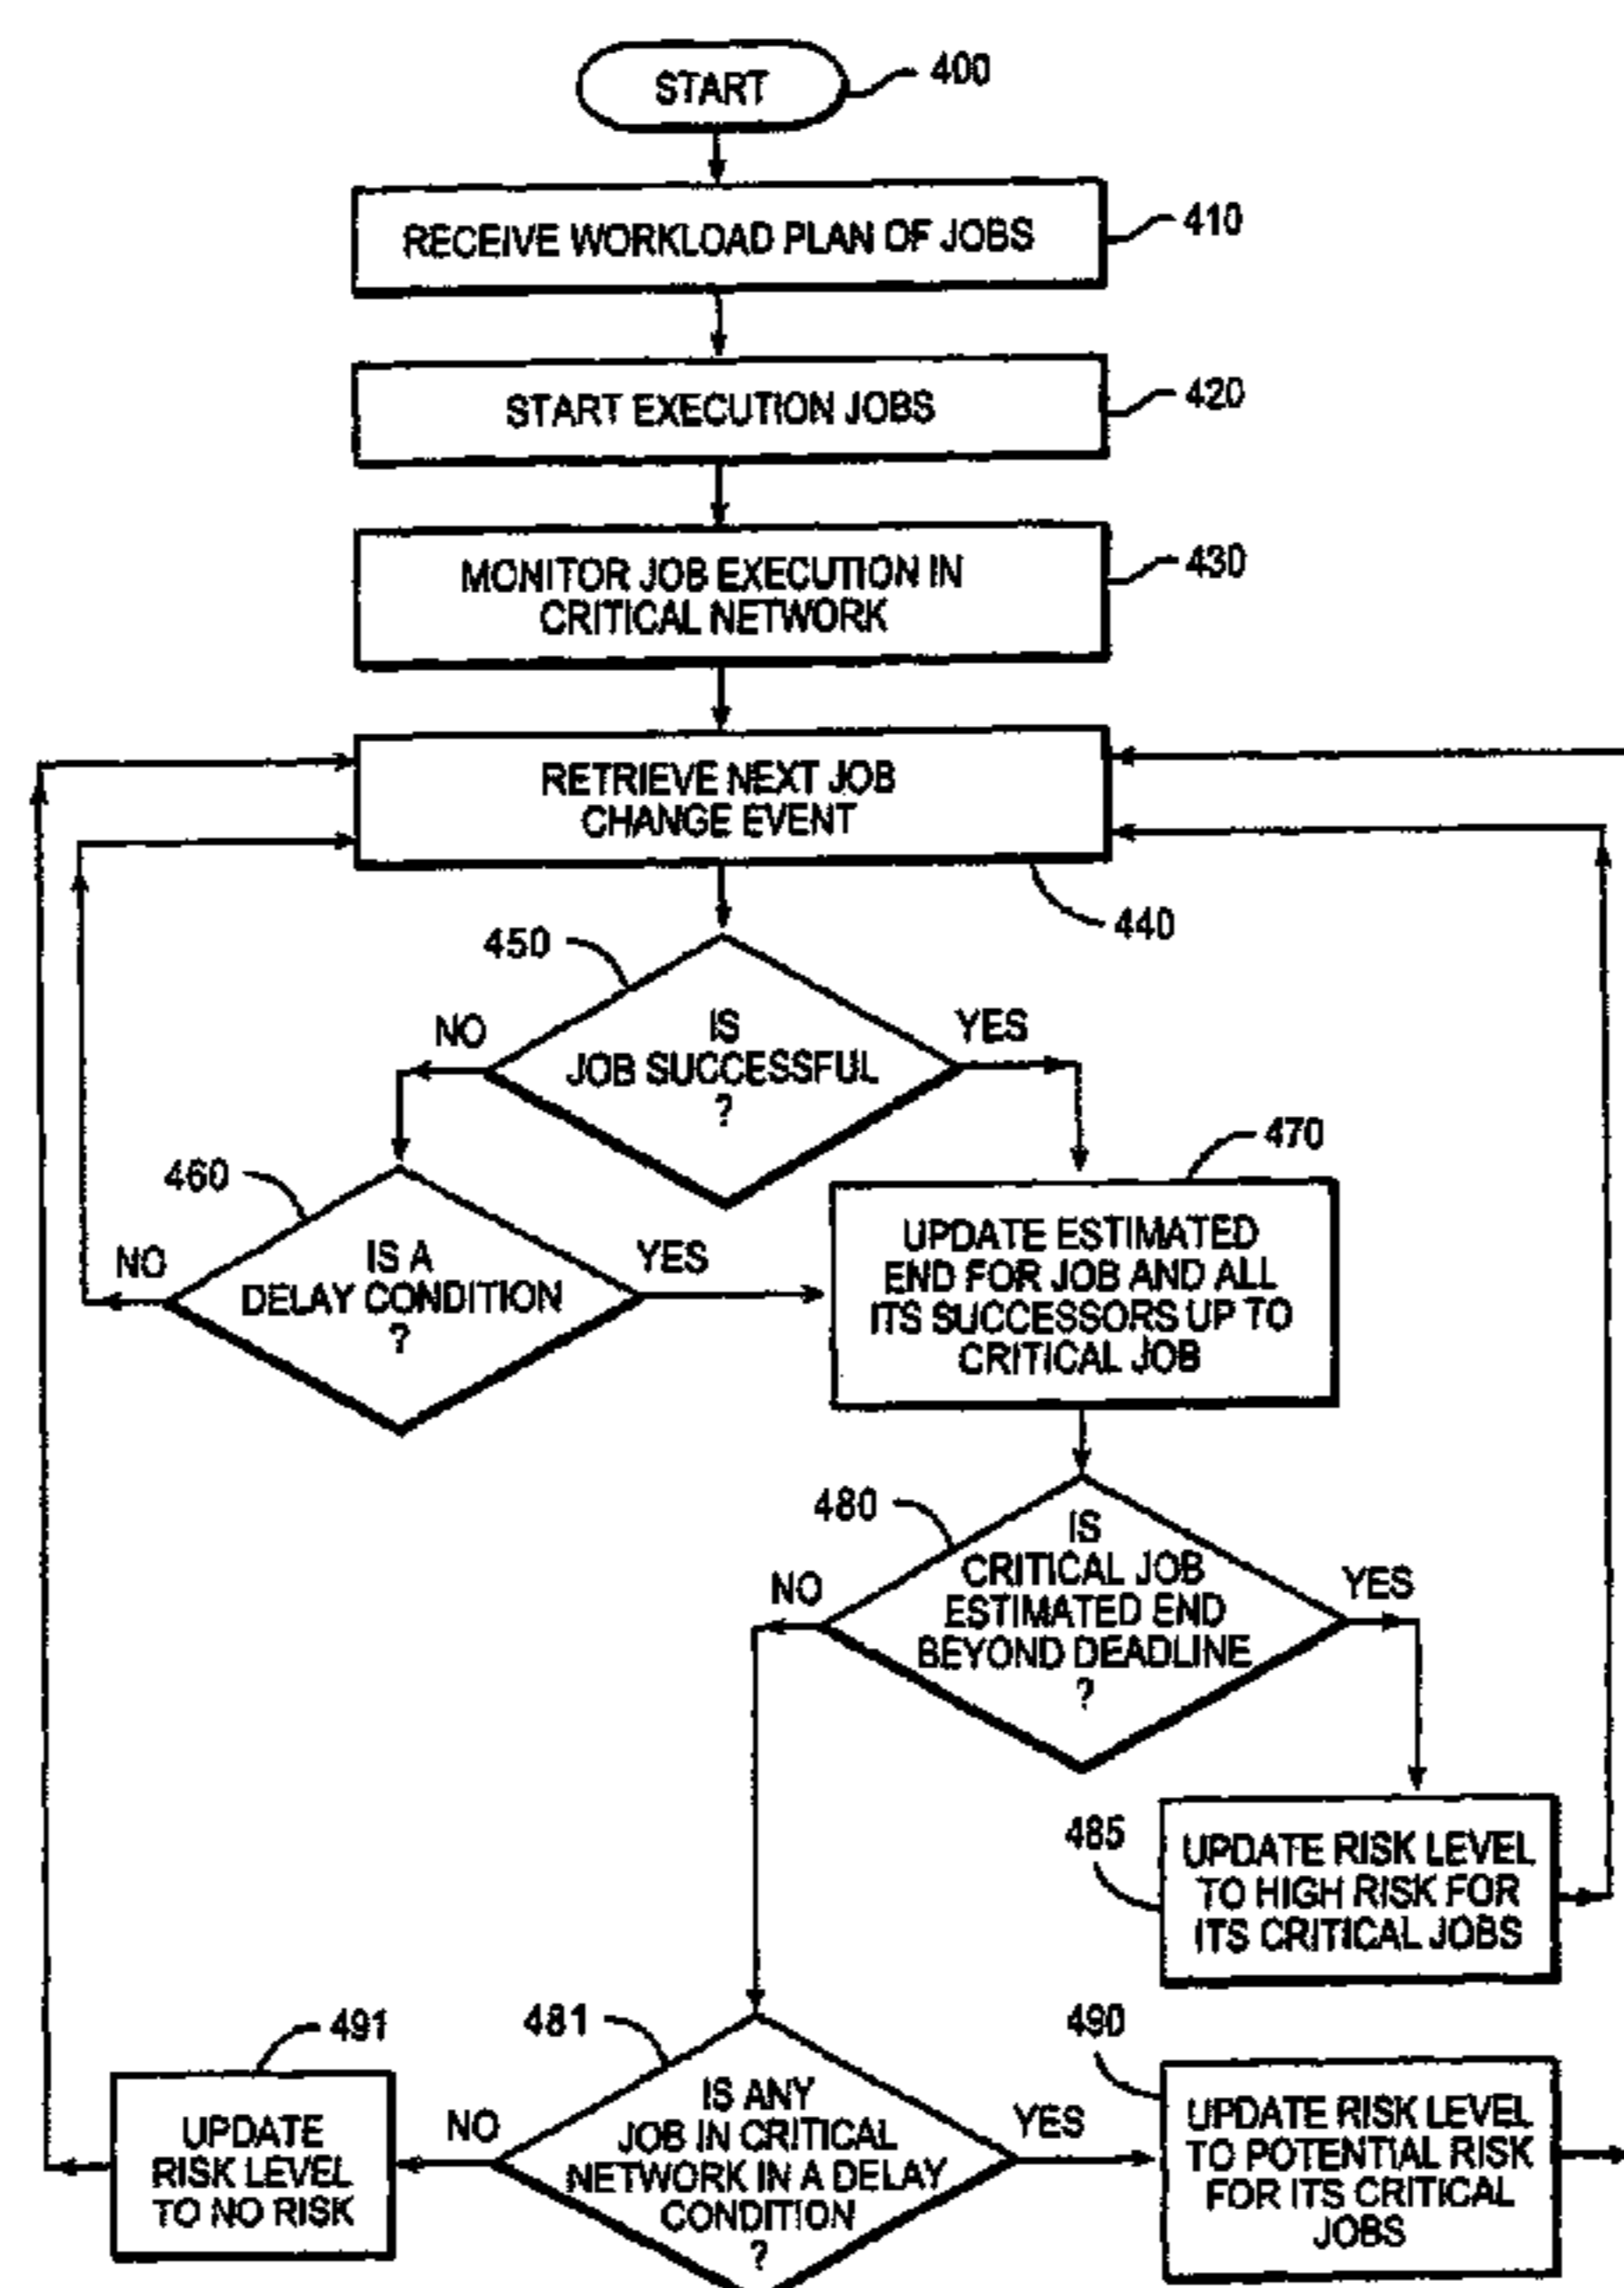 START
400
RECEIVE WORKLOAD PLAN OF JOBS
410
START EXECUTION JOBS
420
MONITOR JOB EXECUTION IN
CRITICAL NETWORK
430
RETRIEVE NEXT JOB
CHANGE EVENT
440
450
NO
IS
JOB SUCCESSFUL
?
YES
460
NO
IS A
DELAY CONDITION
?
YES
470
UPDATE ESTIMATED
END FOR JOB AND ALL
ITS SUCCESSORS UP TO
CRITICAL JOB
480
NO
IS
CRITICAL JOB
ESTIMATED END
BEYOND DEADLINE
?
YES
485
UPDATE RISK LEVEL
TO HIGH RISK FOR
ITS CRITICAL JOBS
491
UPDATE
RISK LEVEL
TO NO RISK
481
NO
IS ANY
JOB IN CRITICAL
NETWORK IN A DELAY
CONDITION
?
YES
490
UPDATE RISK LEVEL
TO POTENTIAL RISK
FOR ITS CRITICAL
JOBS